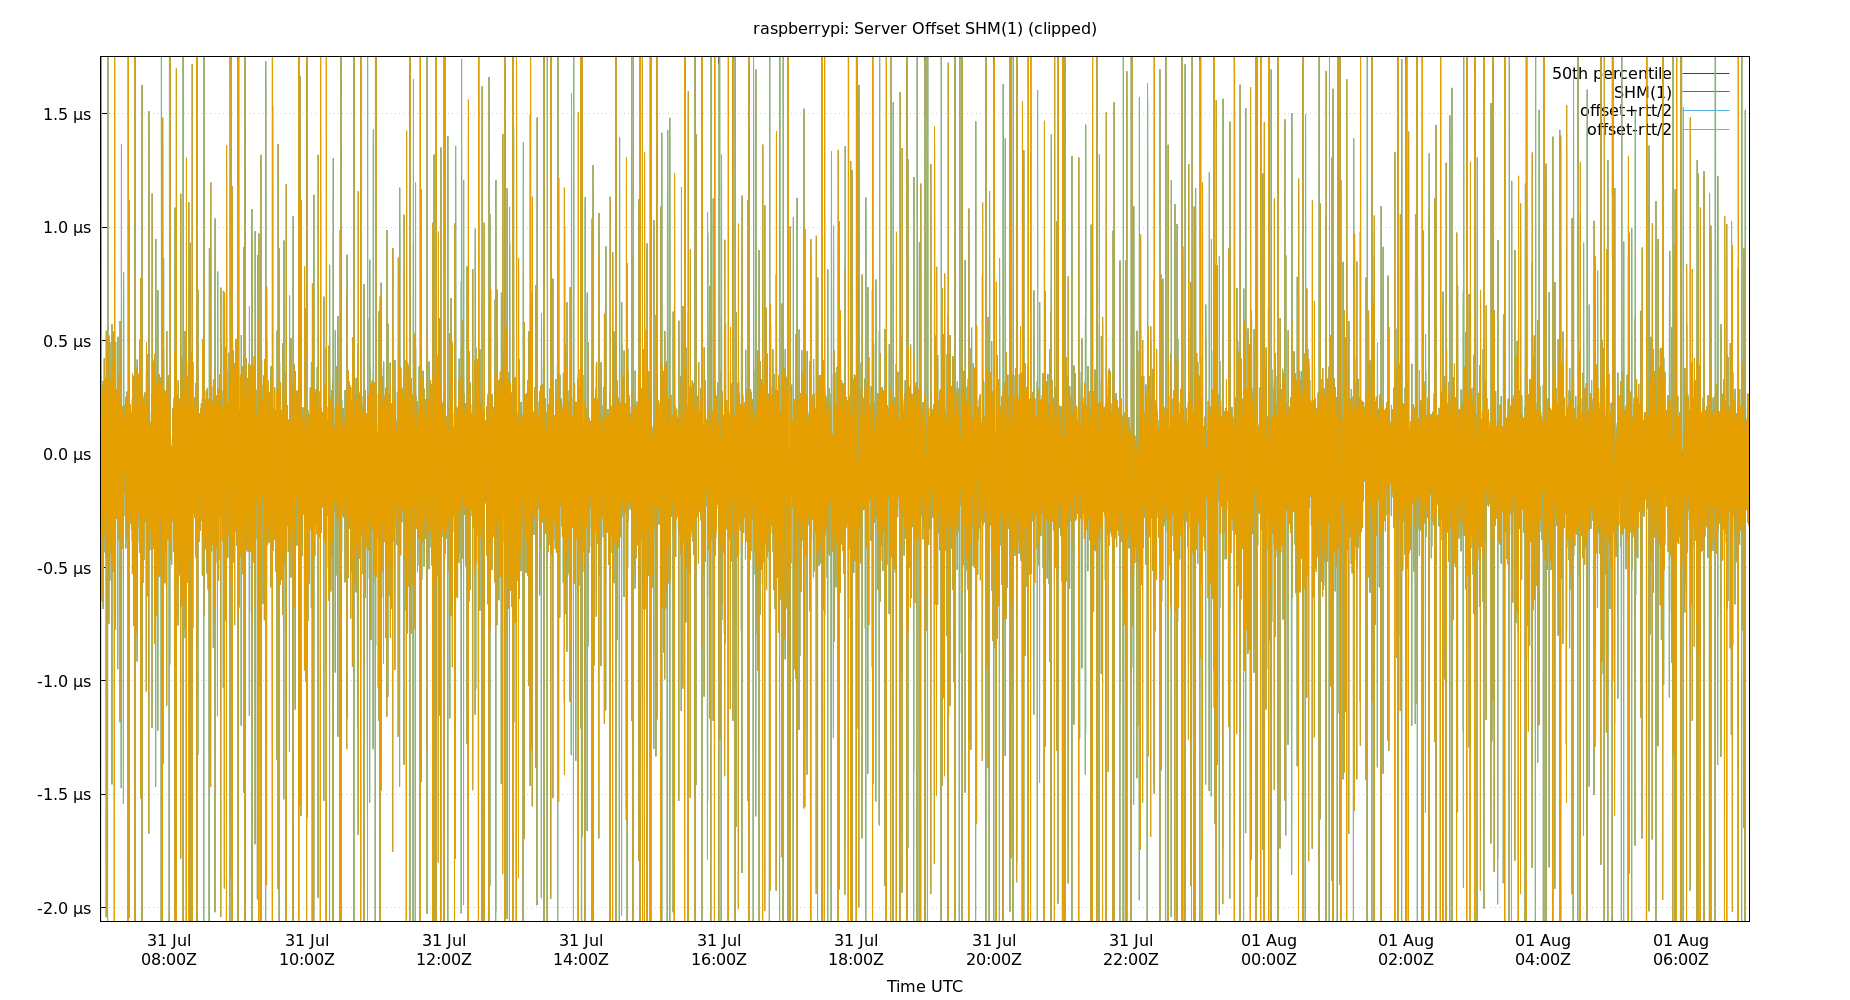 raspberrypi: Server Offset SHM(1) (clipped)
50th percentile
SHM(1)
offset+rtt/2
offset-rtt/2
1.5 µs
1.0 µs
0.5 µs
0.0 µs
-0.5 µs
-1.0 µs
-1.5 µs
-2.0 µs
31 Jul 31 Jul 31 Jul 31 Jul 31 Jul 31 Jul 31 Jul 31 Jul 01 Aug 01 Aug 01 Aug 01 Aug
08:00Z 10:00Z 12:00Z 14:00Z 16:00Z 18:00Z 20:00Z 22:00Z 00:00Z 02:00Z 04:00Z 06:00Z
Time UTC